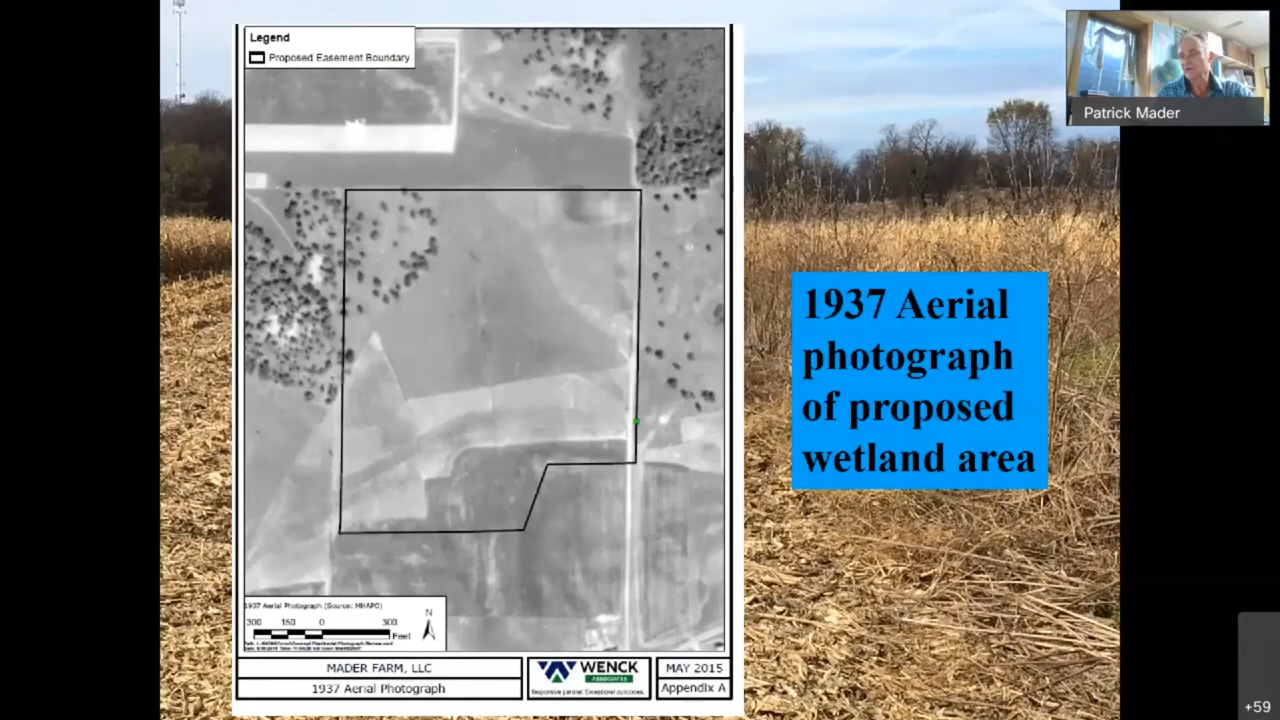 Legend
Proposed Easement Boundary
Patrick Mader
1937 Aerial
photograph
of proposed
wetland area
1937 Aerial Photograph (Source: MHAPO)
N
300 150 0 300
Feet
MADER FARM, LLC
1937 Aerial Photograph
WENCK
ASSOCIATES
Responsive partner. Exceptional outcomes.
MAY 2015
Appendix A
+59